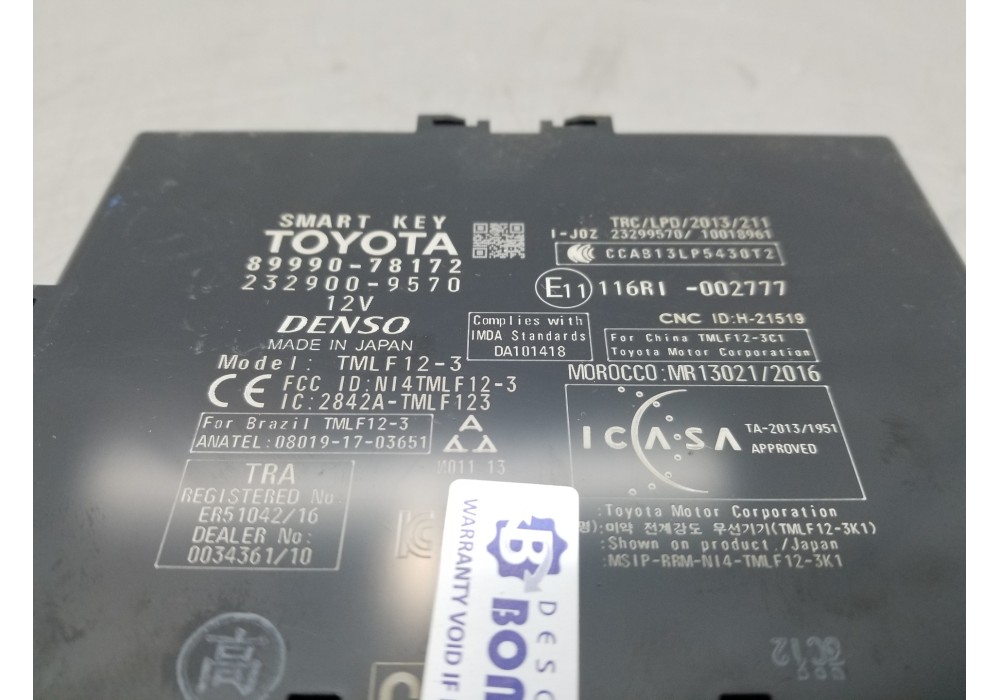 SMART KEY
TOYOTA
89990-78172
232900-9570
12V
DENSO
MADE IN JAPAN
Model: TMLF12-3
CE FCC ID:NI4TMLF12-3
IC:2842A-TMLF123
For Brazil TMLF12-3
ANATEL:08019-17-03651
TRA
REGISTERED No:
ER51042/16
DEALER No:
0034361/10
TRC/LPD/2013/211
I-J0Z 23299570/ 10018961
CCAB13LP5430T2
E11 116RI -002777
CNC ID:H-21519
Complies with
IMDA Standards
DA101418
For China TMLF12-3C1
Toyota Motor Corporation
MOROCCO:MR13021/2016
ICASA
TA-2013/1951
APPROVED
:Toyota Motor Corporation
명):미약 전계강도 무선기기(TMLF12-3K1)
:Shown on product /Japan
:MSIP-RRM-NI4-TMLF12-3K1
WARRANTY VOID IF
B
BON
DESC
高